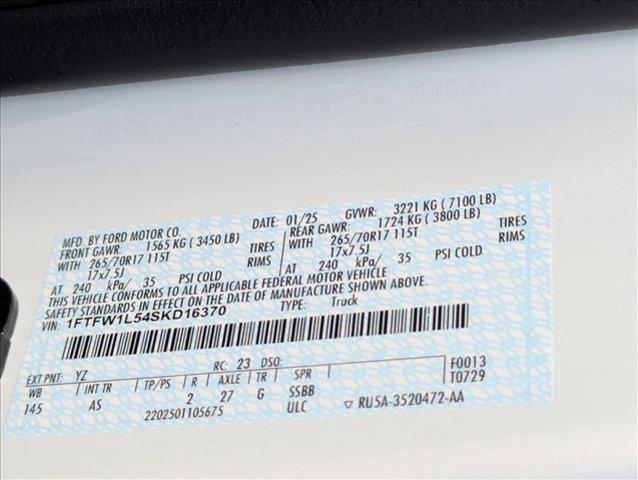 MFD. BY FORD MOTOR CO.
DATE: 01/25 GVWR: 3221 KG ( 7100 LB)
FRONT GAWR: 1565 KG ( 3450 LB) REAR GAWR: 1724 KG ( 3800 LB)
WITH 265/70R17 115T TIRES WITH 265/70R17 115T TIRES
17x7.5J RIMS 17x7.5J RIMS
AT 240 kPa/ 35 PSI COLD AT 240 kPa/ 35 PSI COLD
THIS VEHICLE CONFORMS TO ALL APPLICABLE FEDERAL MOTOR VEHICLE
SAFETY STANDARDS IN EFFECT ON THE DATE OF MANUFACTURE SHOWN ABOVE.
VIN: 1FTFW1L54SKD16370 TYPE: Truck
EXT PNT: YZ RC: 23 DSO: F0013
WB INT TR TP/PS R AXLE TR SPR T0729
145 AS 2 27 G SSBB
2202501105675 ULC ▽ RU5A-3520472-AA